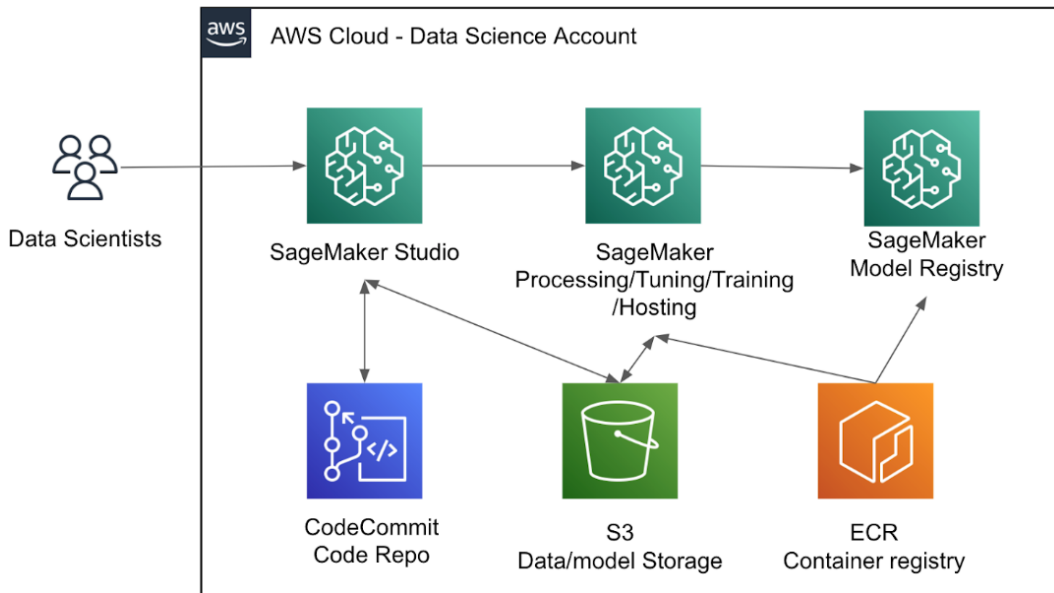 aws
AWS Cloud - Data Science Account
Data Scientists
SageMaker Studio
SageMaker
Processing/Tuning/Training
/Hosting
SageMaker
Model Registry
</>
CodeCommit
Code Repo
S3
Data/model Storage
ECR
Container registry